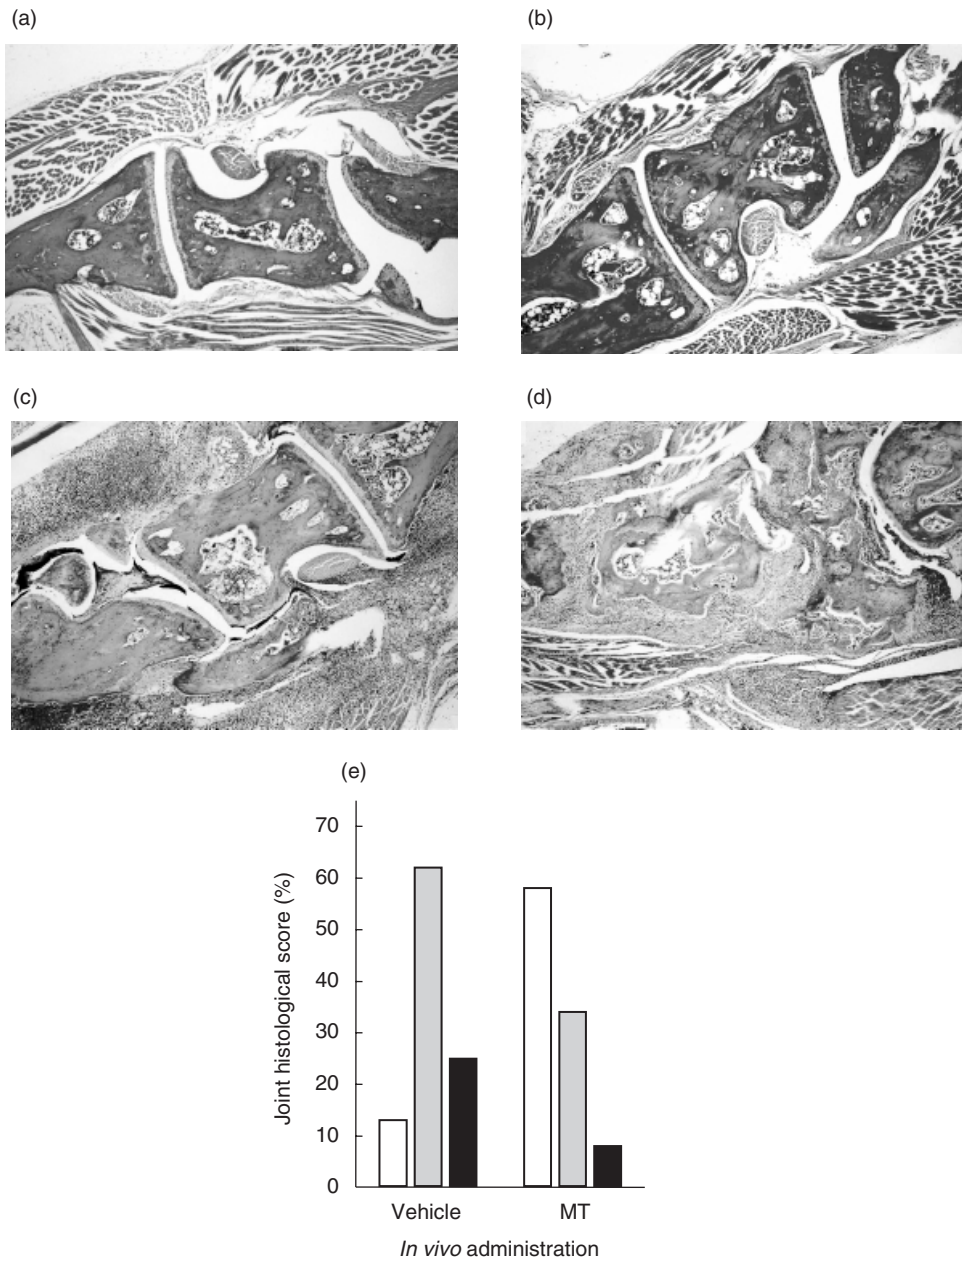 (a)
(b)
(c)
(d)
(e)
Joint histological score (%)
70
60
50
40
30
20
10
0
Vehicle
MT
In vivo administration